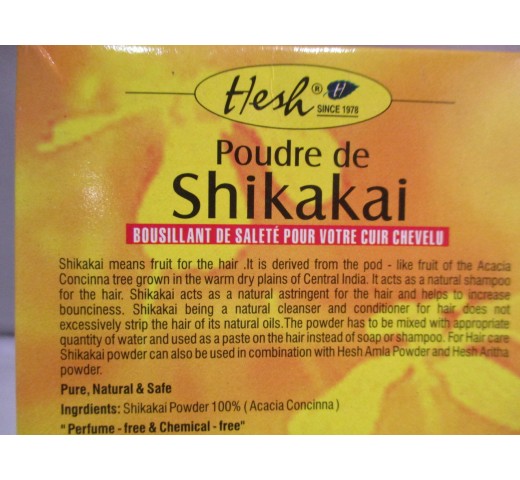 Hesh® H
SINCE 1978
Poudre de
Shikakai
BOUSILLANT DE SALETÉ POUR VOTRE CUIR CHEVELU
Shikakai means fruit for the hair .It is derived from the pod - like fruit of the Acacia
Concinna tree grown in the warm dry plains of Central India. It acts as a natural shampoo
for the hair. Shikakai acts as a natural astringent for the hair and helps to increase
bounciness. Shikakai being a natural cleanser and conditioner for hair does not
excessively strip the hair of its natural oils.The powder has to be mixed with appropriate
quantity of water and used as a paste on the hair instead of soap or shampoo. For Hair care
Shikakai powder can also be used in combination with Hesh Amla Powder and Hesh Aritha
powder.
Pure, Natural & Safe
Ingrdients: Shikakai Powder 100% ( Acacia Concinna )
" Perfume - free & Chemical - free"